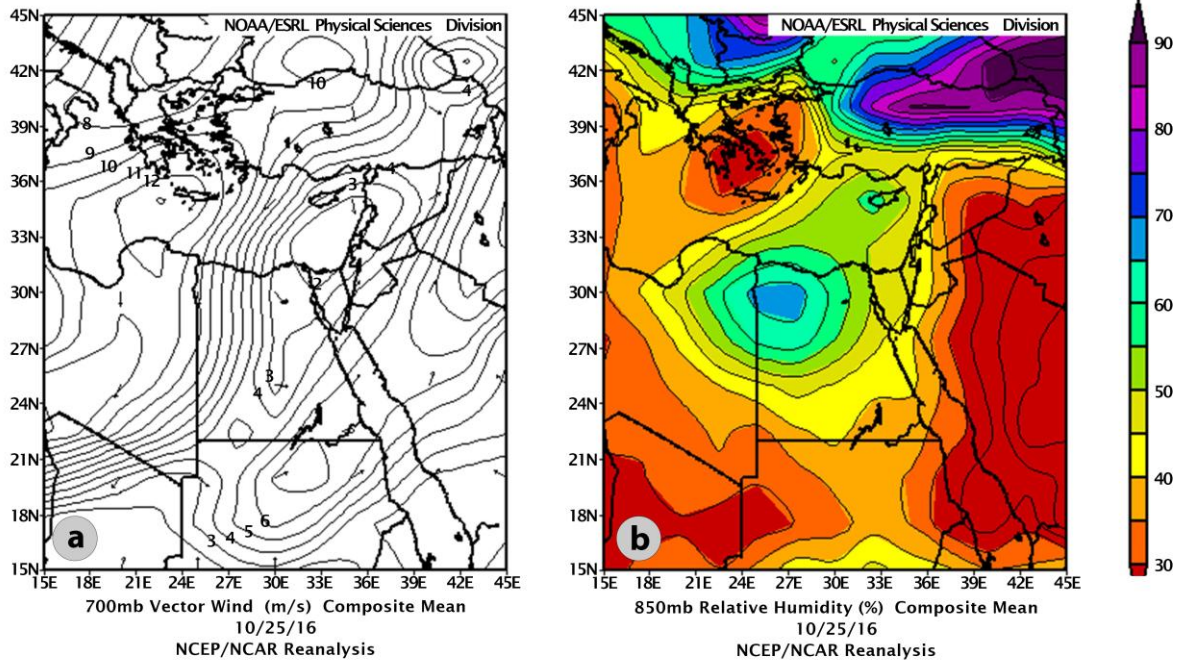 NOAA/ESRL Physical Sciences Division
45N
42N
39N
36N
33N
30N
27N
24N
21N
18N
15N
10
4
8
9
10
11
12
3
4
12
3
4
6
5
4
3
a
15E 18E 21E 24E 27E 30E 33E 36E 39E 42E 45E
700mb Vector Wind (m/s) Composite Mean
10/25/16
NCEP/NCAR Reanalysis
NOAA/ESRL Physical Sciences Division
45N
42N
39N
36N
33N
30N
27N
24N
21N
18N
15N
b
15E 18E 21E 24E 27E 30E 33E 36E 39E 42E 45E
850mb Relative Humidity (%) Composite Mean
10/25/16
NCEP/NCAR Reanalysis
90
80
70
60
50
40
30